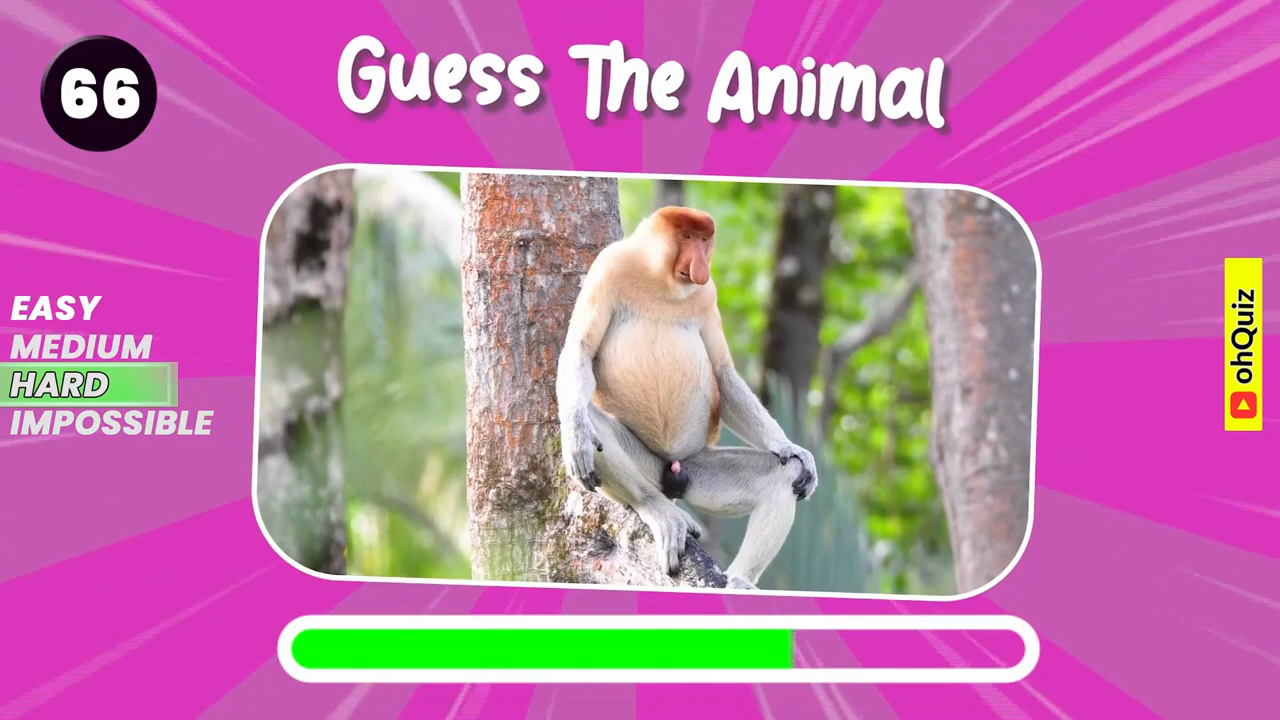 66
Guess The Animal
EASY
MEDIUM
HARD
IMPOSSIBLE
ohQuiz